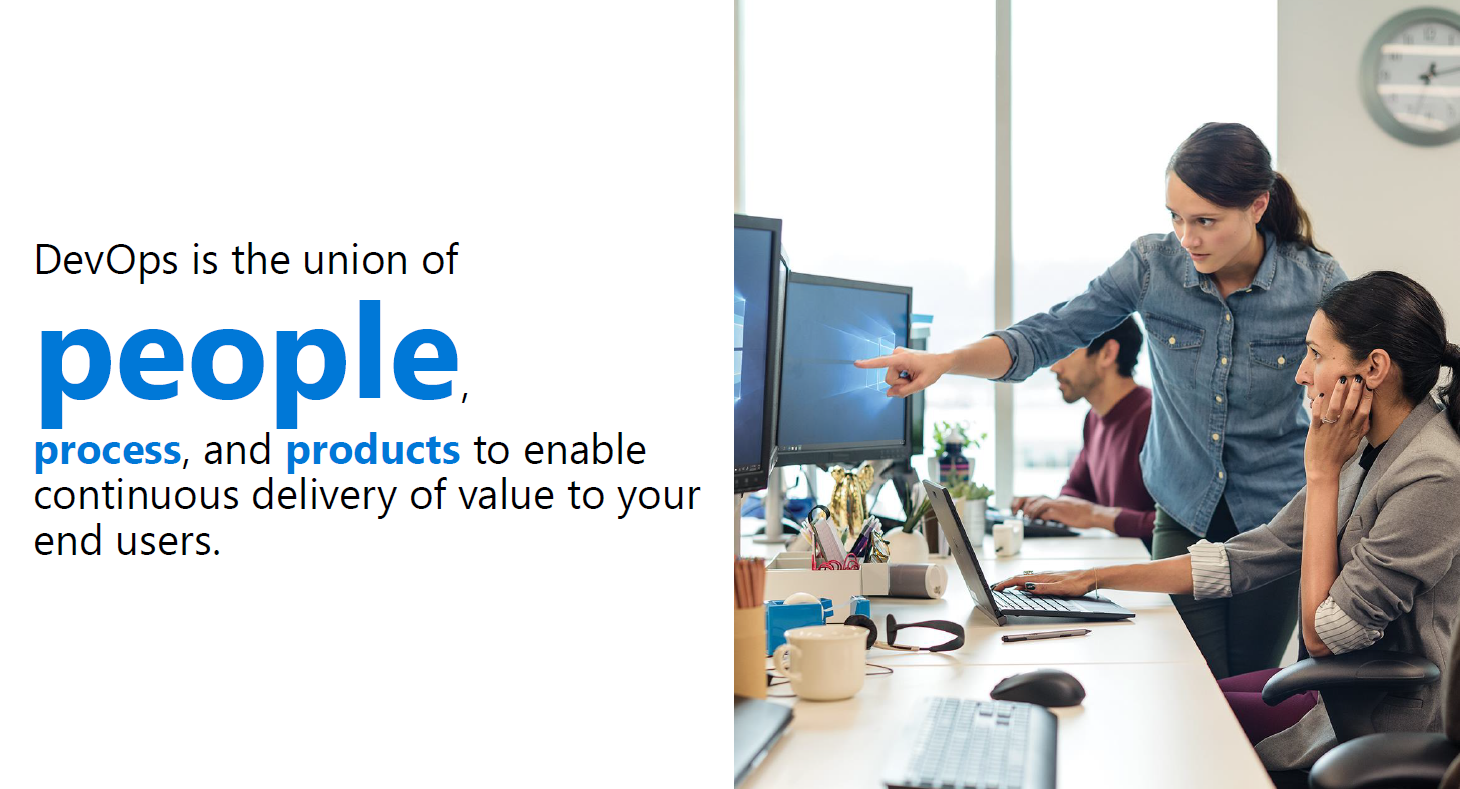 DevOps is the union of
people,
process, and products to enable
continuous delivery of value to your
end users.